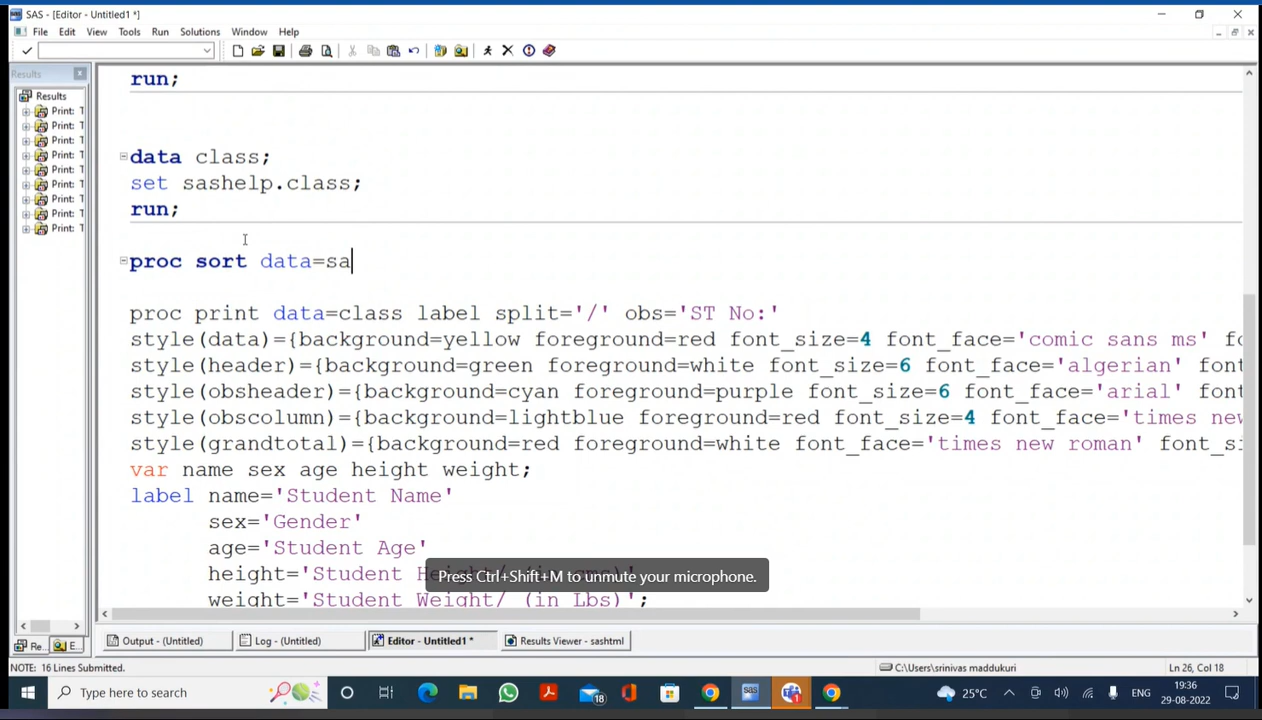 SAS - [Editor - Untitled1 *]
File Edit View Tools Run Solutions Window Help
Results
Results
Print: T
Print: T
Print: T
Print: T
Print: T
Print: T
Print: T
Print: T
Print: T
run;
data class;
set sashelp.class;
run;
proc sort data=sa
proc print data=class label split='/' obs='ST No:'
style(data)={background=yellow foreground=red font_size=4 font_face='comic sans ms' fo
style(header)={background=green foreground=white font_size=6 font_face='algerian' font
style(obsheader)={background=cyan foreground=purple font_size=6 font_face='arial' font
style(obscolumn)={background=lightblue foreground=red font_size=4 font_face='times new
style(grandtotal)={background=red foreground=white font_face='times new roman' font_si
var name sex age height weight;
label name='Student Name'
sex='Gender'
age='Student Age'
height='Student Height/ (in cms)'
weight='Student Weight/ (in Lbs)';
Press Ctrl+Shift+M to unmute your microphone.
Re... E... Output - (Untitled) Log - (Untitled) Editor - Untitled1 * Results Viewer - sashtml
NOTE: 16 Lines Submitted. C:\Users\srinivas maddukuri Ln 26, Col 18
Type here to search 18 sas 1 25°C ENG 19:36
29-08-2022